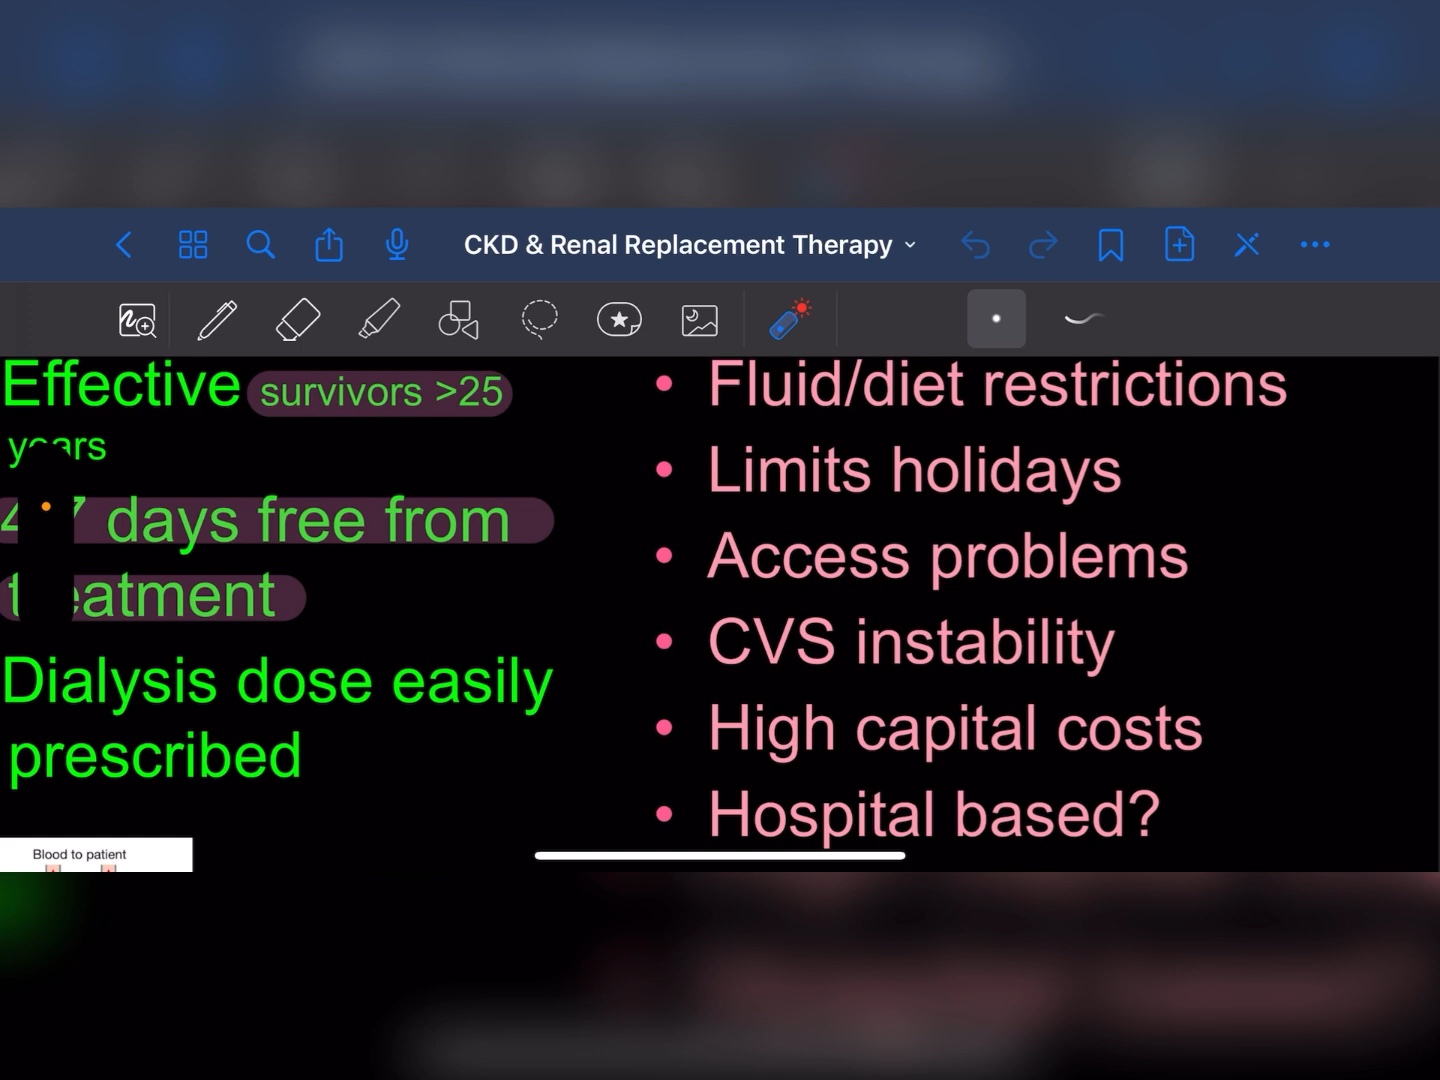 CKD & Renal Replacement Therapy
Effective survivors >25
years
days free from
treatment
Dialysis dose easily
prescribed
• Fluid/diet restrictions
• Limits holidays
• Access problems
• CVS instability
• High capital costs
• Hospital based?
Blood to patient